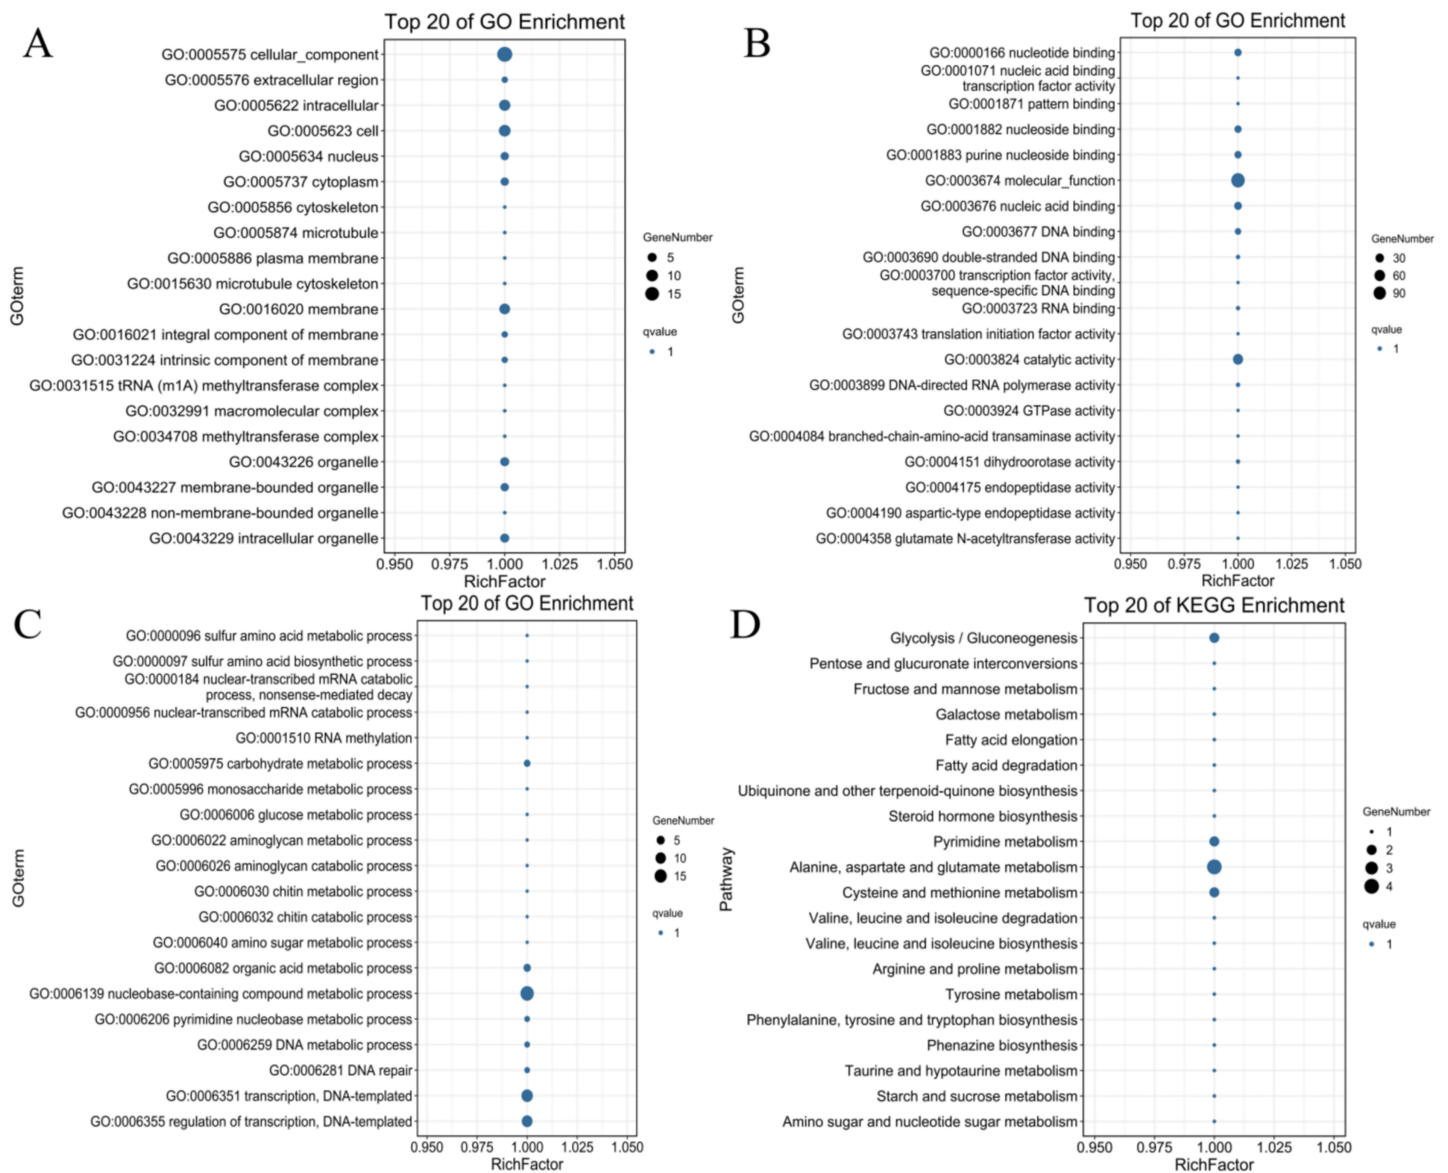 A
Top 20 of GO Enrichment
GOterm
GO:0005575 cellular_component
GO:0005576 extracellular region
GO:0005622 intracellular
GO:0005623 cell
GO:0005634 nucleus
GO:0005737 cytoplasm
GO:0005856 cytoskeleton
GO:0005874 microtubule
GO:0005886 plasma membrane
GO:0015630 microtubule cytoskeleton
GO:0016020 membrane
GO:0016021 integral component of membrane
GO:0031224 intrinsic component of membrane
GO:0031515 tRNA (m1A) methyltransferase complex
GO:0032991 macromolecular complex
GO:0034708 methyltransferase complex
GO:0043226 organelle
GO:0043227 membrane-bounded organelle
GO:0043228 non-membrane-bounded organelle
GO:0043229 intracellular organelle
0.950 0.975 1.000 1.025 1.050
RichFactor
GeneNumber
5
10
15
qvalue
1
B
Top 20 of GO Enrichment
GOterm
GO:0000166 nucleotide binding
GO:0001071 nucleic acid binding
transcription factor activity
GO:0001871 pattern binding
GO:0001882 nucleoside binding
GO:0001883 purine nucleoside binding
GO:0003674 molecular_function
GO:0003676 nucleic acid binding
GO:0003677 DNA binding
GO:0003690 double-stranded DNA binding
GO:0003700 transcription factor activity,
sequence-specific DNA binding
GO:0003723 RNA binding
GO:0003743 translation initiation factor activity
GO:0003824 catalytic activity
GO:0003899 DNA-directed RNA polymerase activity
GO:0003924 GTPase activity
GO:0004084 branched-chain-amino-acid transaminase activity
GO:0004151 dihydroorotase activity
GO:0004175 endopeptidase activity
GO:0004190 aspartic-type endopeptidase activity
GO:0004358 glutamate N-acetyltransferase activity
0.950 0.975 1.000 1.025 1.050
RichFactor
GeneNumber
30
60
90
qvalue
1
C
Top 20 of GO Enrichment
GOterm
GO:0000096 sulfur amino acid metabolic process
GO:0000097 sulfur amino acid biosynthetic process
GO:0000184 nuclear-transcribed mRNA catabolic
process, nonsense-mediated decay
GO:0000956 nuclear-transcribed mRNA catabolic process
GO:0001510 RNA methylation
GO:0005975 carbohydrate metabolic process
GO:0005996 monosaccharide metabolic process
GO:0006006 glucose metabolic process
GO:0006022 aminoglycan metabolic process
GO:0006026 aminoglycan catabolic process
GO:0006030 chitin metabolic process
GO:0006032 chitin catabolic process
GO:0006040 amino sugar metabolic process
GO:0006082 organic acid metabolic process
GO:0006139 nucleobase-containing compound metabolic process
GO:0006206 pyrimidine nucleobase metabolic process
GO:0006259 DNA metabolic process
GO:0006281 DNA repair
GO:0006351 transcription, DNA-templated
GO:0006355 regulation of transcription, DNA-templated
0.950 0.975 1.000 1.025 1.050
RichFactor
GeneNumber
5
10
15
qvalue
1
D
Top 20 of KEGG Enrichment
Pathway
Glycolysis / Gluconeogenesis
Pentose and glucuronate interconversions
Fructose and mannose metabolism
Galactose metabolism
Fatty acid elongation
Fatty acid degradation
Ubiquinone and other terpenoid-quinone biosynthesis
Steroid hormone biosynthesis
Pyrimidine metabolism
Alanine, aspartate and glutamate metabolism
Cysteine and methionine metabolism
Valine, leucine and isoleucine degradation
Valine, leucine and isoleucine biosynthesis
Arginine and proline metabolism
Tyrosine metabolism
Phenylalanine, tyrosine and tryptophan biosynthesis
Phenazine biosynthesis
Taurine and hypotaurine metabolism
Starch and sucrose metabolism
Amino sugar and nucleotide sugar metabolism
0.950 0.975 1.000 1.025 1.050
RichFactor
GeneNumber
1
2
3
4
qvalue
1